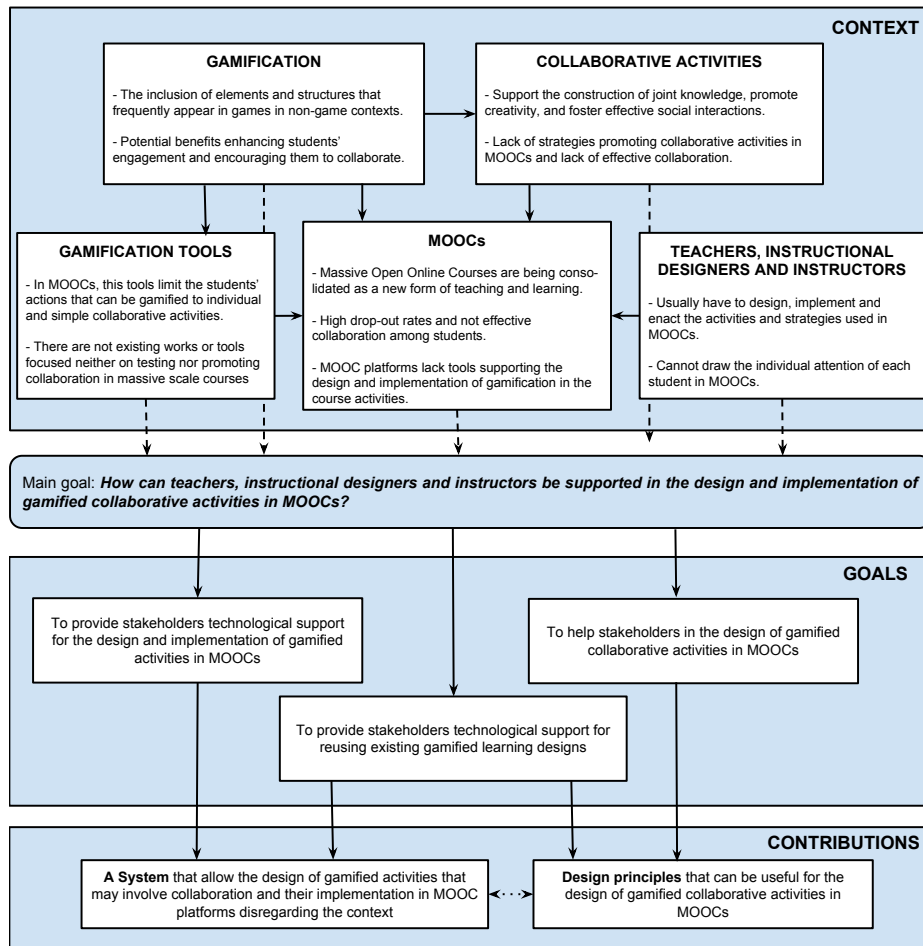 CONTEXT
GAMIFICATION
- The inclusion of elements and structures that
frequently appear in games in non-game contexts.
- Potential benefits enhancing students'
engagement and encouraging them to collaborate.
COLLABORATIVE ACTIVITIES
- Support the construction of joint knowledge, promote
creativity, and foster effective social interactions.
- Lack of strategies promoting collaborative activities in
MOOCs and lack of effective collaboration.
GAMIFICATION TOOLS
- In MOOCs, this tools limit the students'
actions that can be gamified to individual
and simple collaborative activities.
- There are not existing works or tools
focused neither on testing nor promoting
collaboration in massive scale courses
MOOCs
- Massive Open Online Courses are being conso-
lidated as a new form of teaching and learning.
- High drop-out rates and not effective
collaboration among students.
- MOOC platforms lack tools supporting the
design and implementation of gamification in the
course activities.
TEACHERS, INSTRUCTIONAL
DESIGNERS AND INSTRUCTORS
- Usually have to design, implement and
enact the activities and strategies used in
MOOCs.
- Cannot draw the individual attention of each
student in MOOCs.
Main goal: How can teachers, instructional designers and instructors be supported in the design and implementation of
gamified collaborative activities in MOOCs?
GOALS
To provide stakeholders technological support
for the design and implementation of gamified
activities in MOOCs
To help stakeholders in the design of gamified
collaborative activities in MOOCs
To provide stakeholders technological support for
reusing existing gamified learning designs
CONTRIBUTIONS
A System that allow the design of gamified activities that
may involve collaboration and their implementation in MOOC
platforms disregarding the context
Design principles that can be useful for the
design of gamified collaborative activities in
MOOCs